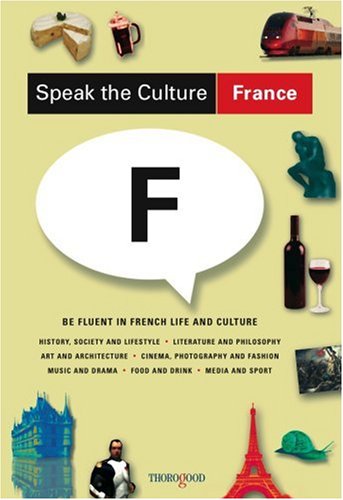 Speak the Culture France
F
BE FLUENT IN FRENCH LIFE AND CULTURE
HISTORY, SOCIETY AND LIFESTYLE • LITERATURE AND PHILOSOPHY
ART AND ARCHITECTURE • CINEMA, PHOTOGRAPHY AND FASHION
MUSIC AND DRAMA • FOOD AND DRINK • MEDIA AND SPORT
THOROGOOD